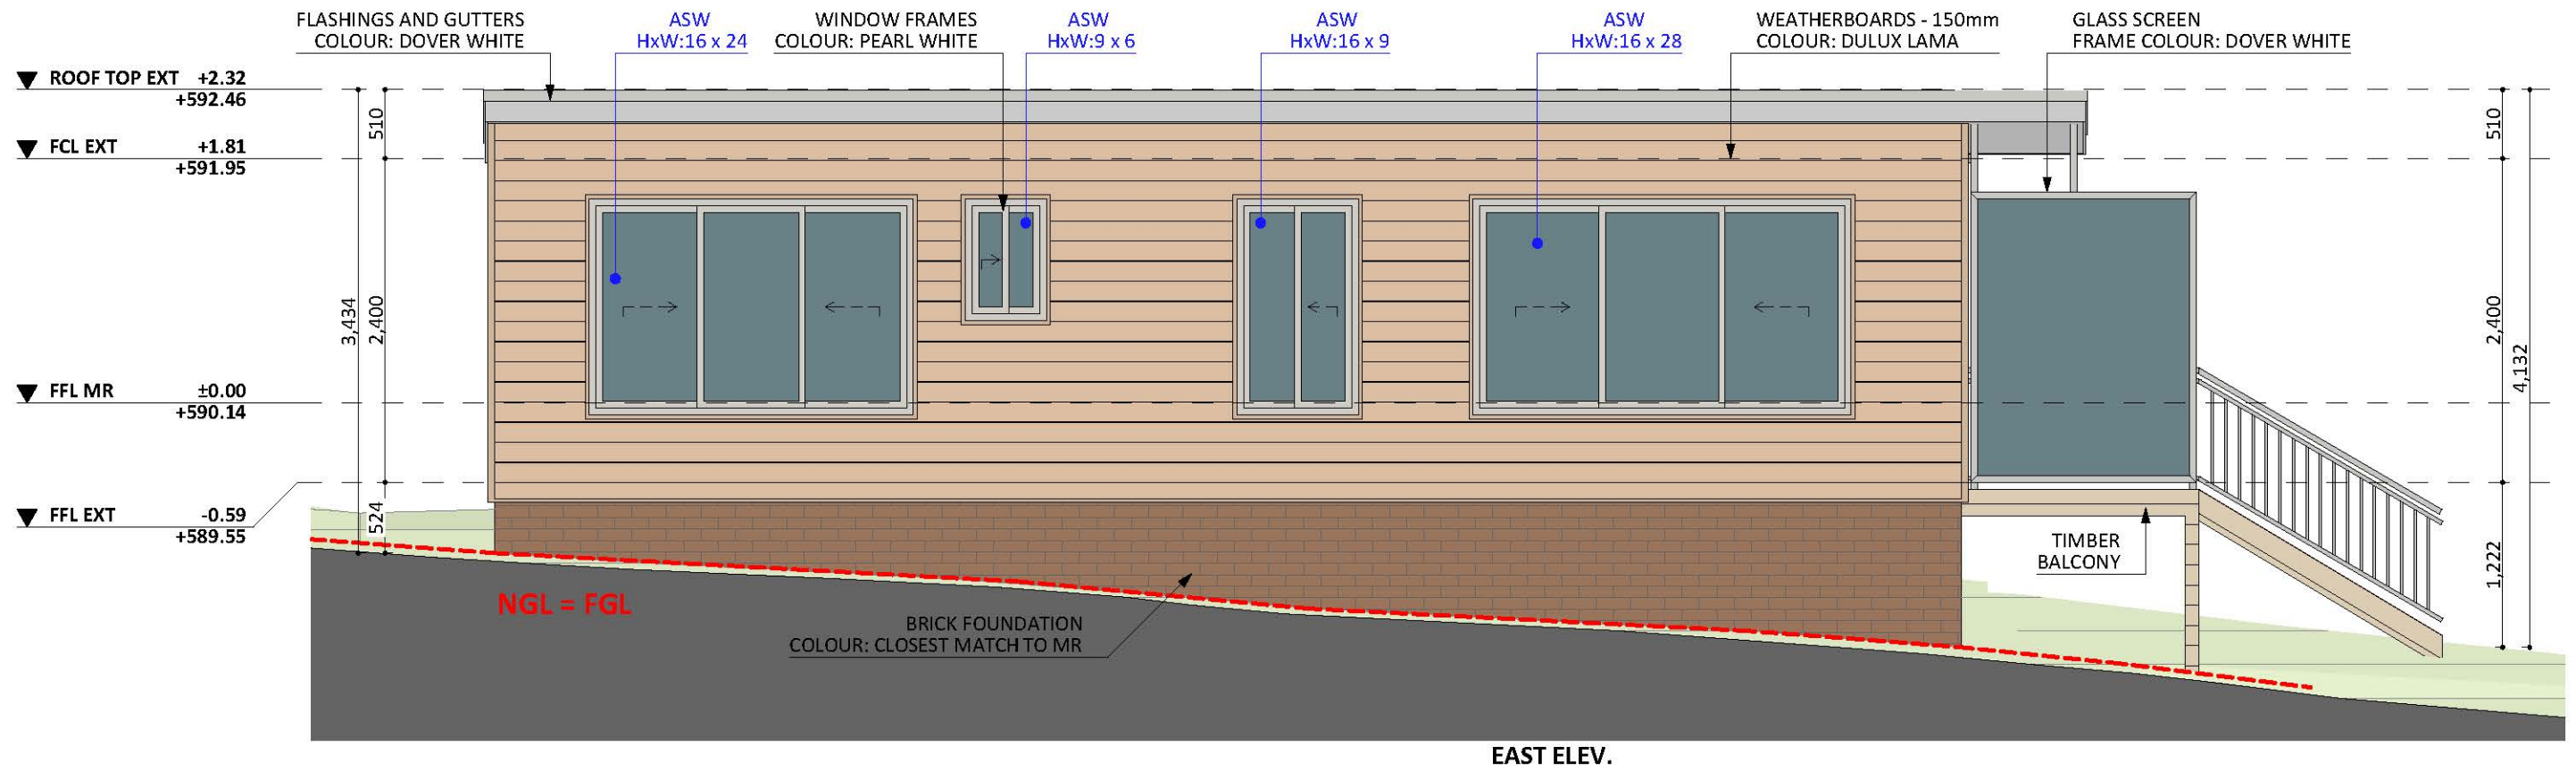 FLASHINGS AND GUTTERS
COLOUR: DOVER WHITE
ASW
HxW:16 x 24
WINDOW FRAMES
COLOUR: PEARL WHITE
ASW
HxW:9 x 6
ASW
HxW:16 x 9
ASW
HxW:16 x 28
WEATHERBOARDS - 150mm
COLOUR: DULUX LAMA
GLASS SCREEN
FRAME COLOUR: DOVER WHITE
ROOF TOP EXT +2.32
+592.46
FCL EXT +1.81
+591.95
FFL MR ±0.00
+590.14
FFL EXT -0.59
+589.55
3,434
510
2,400
524
510
2,400
1,222
4,132
NGL = FGL
BRICK FOUNDATION
COLOUR: CLOSEST MATCH TO MR
TIMBER
BALCONY
EAST ELEV.